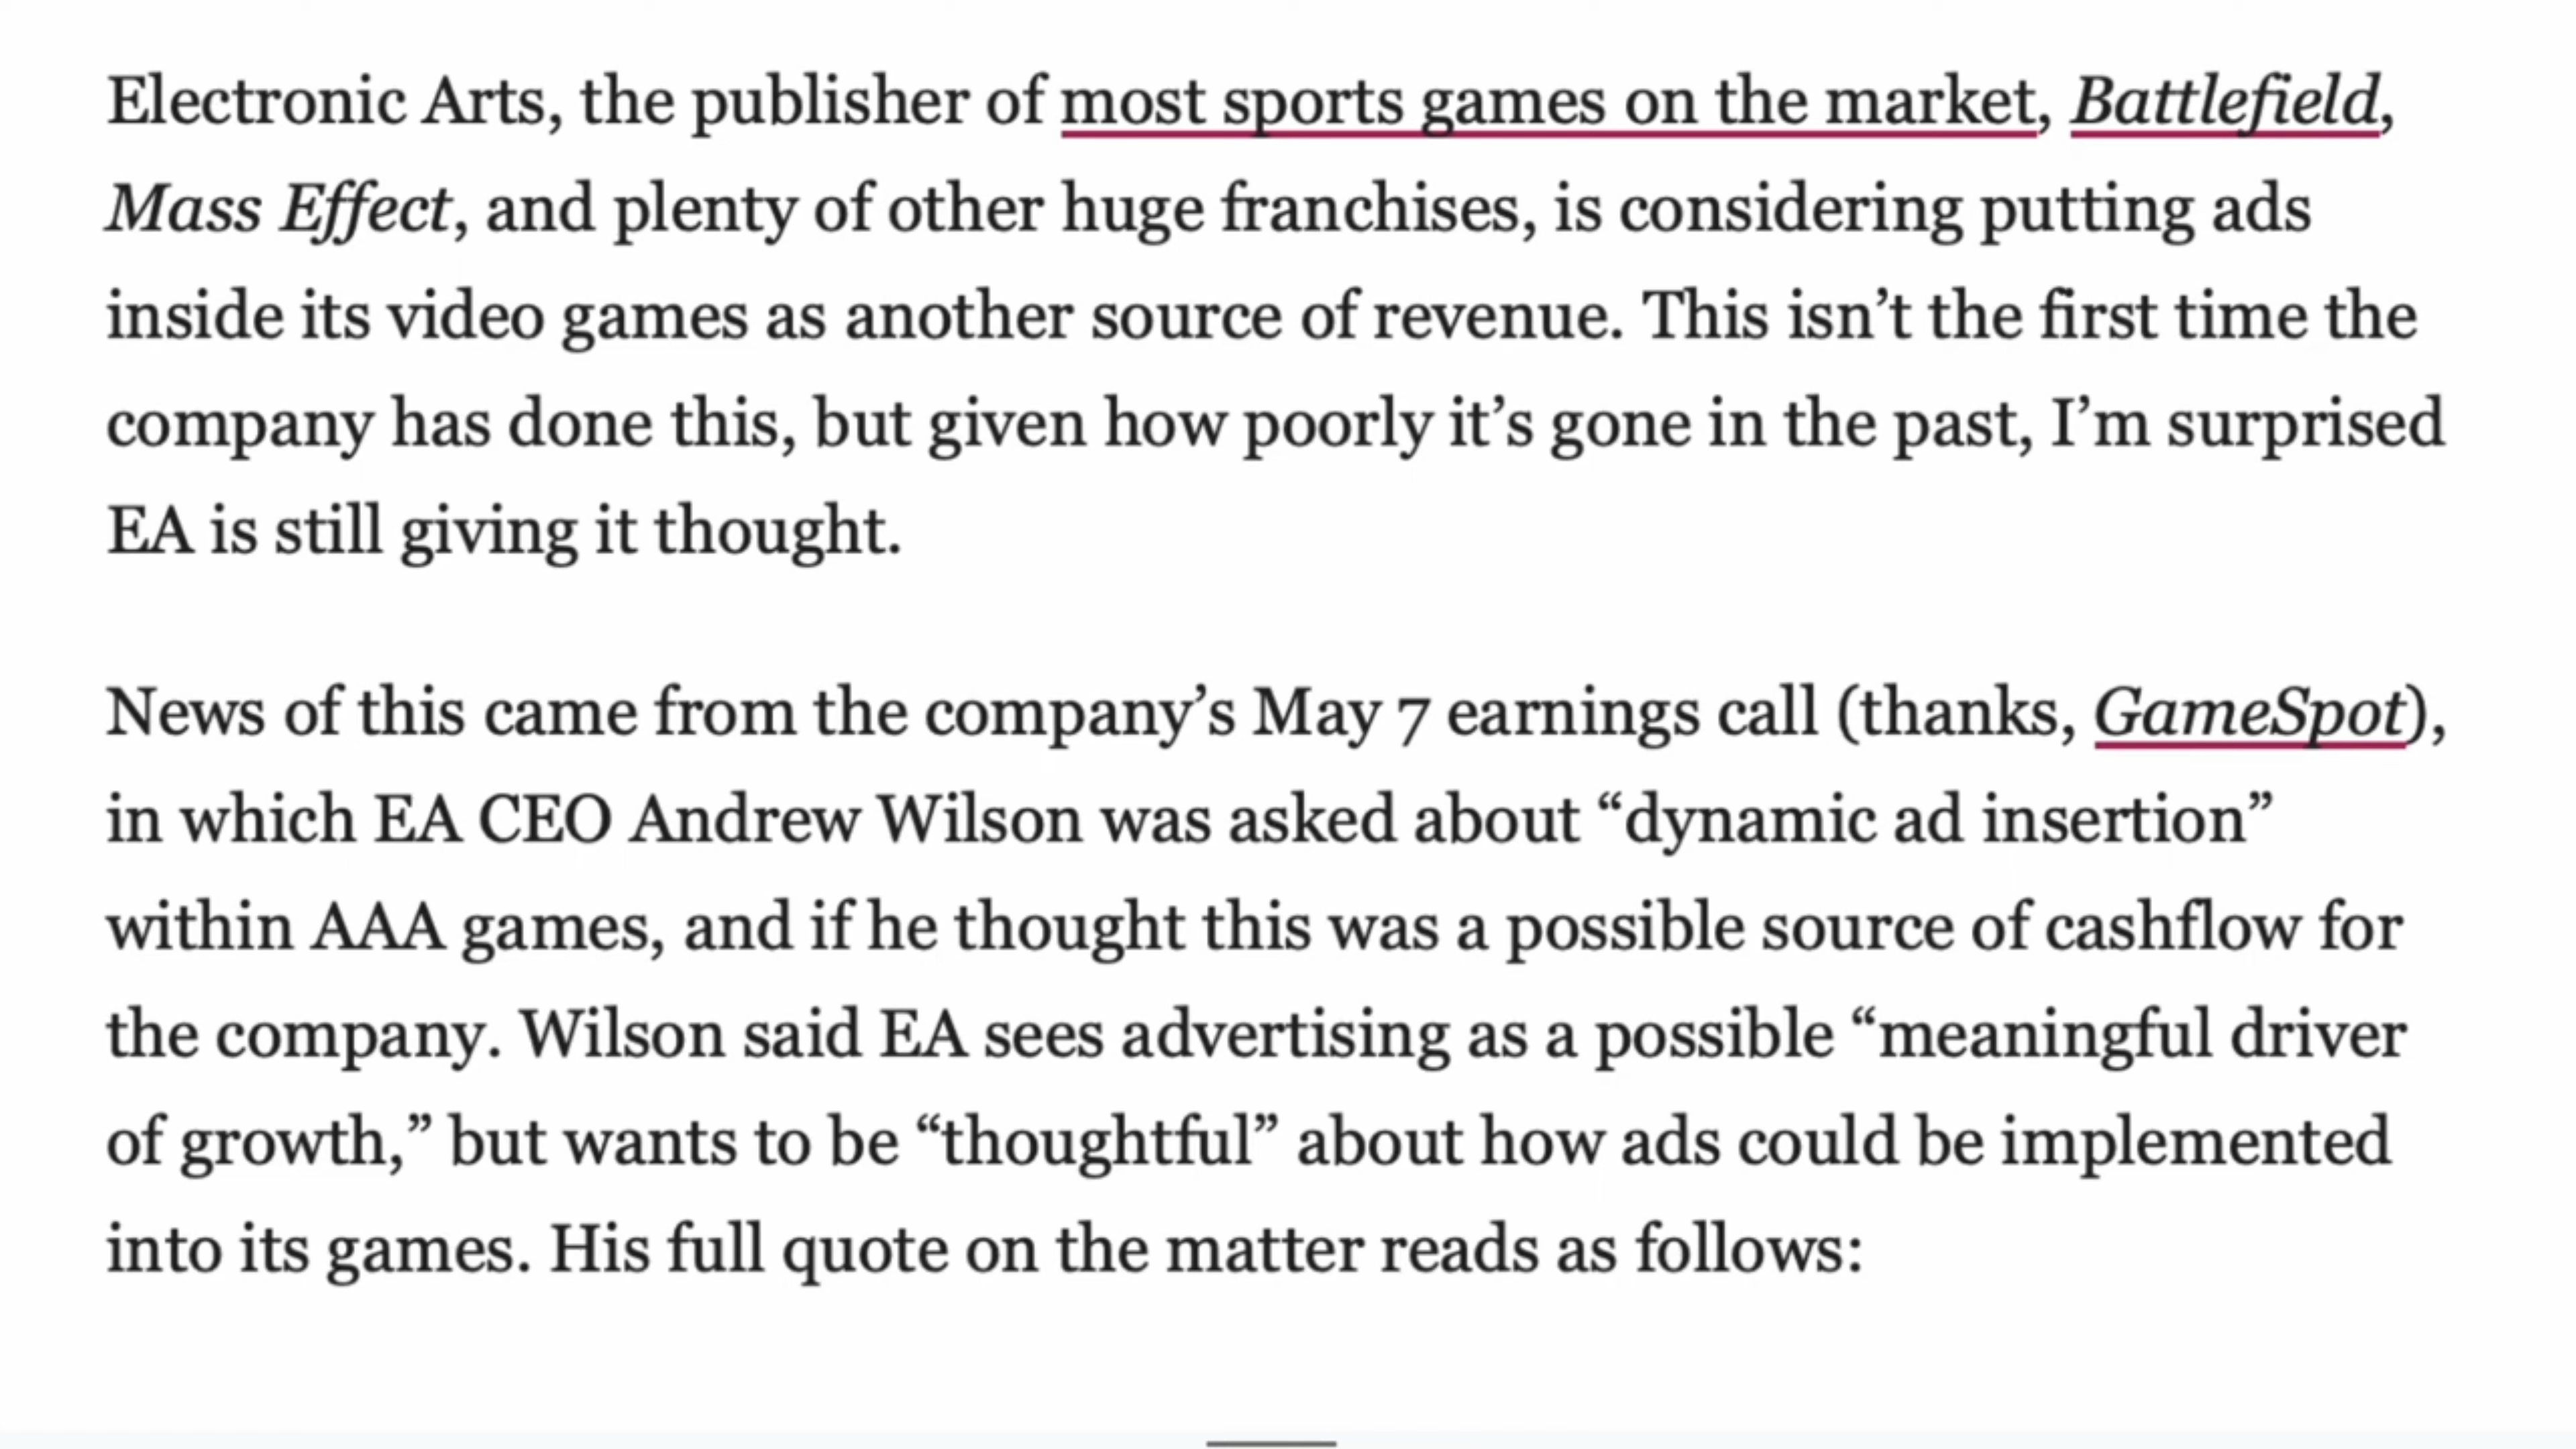 Electronic Arts, the publisher of most sports games on the market, Battlefield,
Mass Effect, and plenty of other huge franchises, is considering putting ads
inside its video games as another source of revenue. This isn’t the first time the
company has done this, but given how poorly it’s gone in the past, I’m surprised
EA is still giving it thought.
News of this came from the company’s May 7 earnings call (thanks, GameSpot),
in which EA CEO Andrew Wilson was asked about “dynamic ad insertion”
within AAA games, and if he thought this was a possible source of cashflow for
the company. Wilson said EA sees advertising as a possible “meaningful driver
of growth,” but wants to be “thoughtful” about how ads could be implemented
into its games. His full quote on the matter reads as follows: